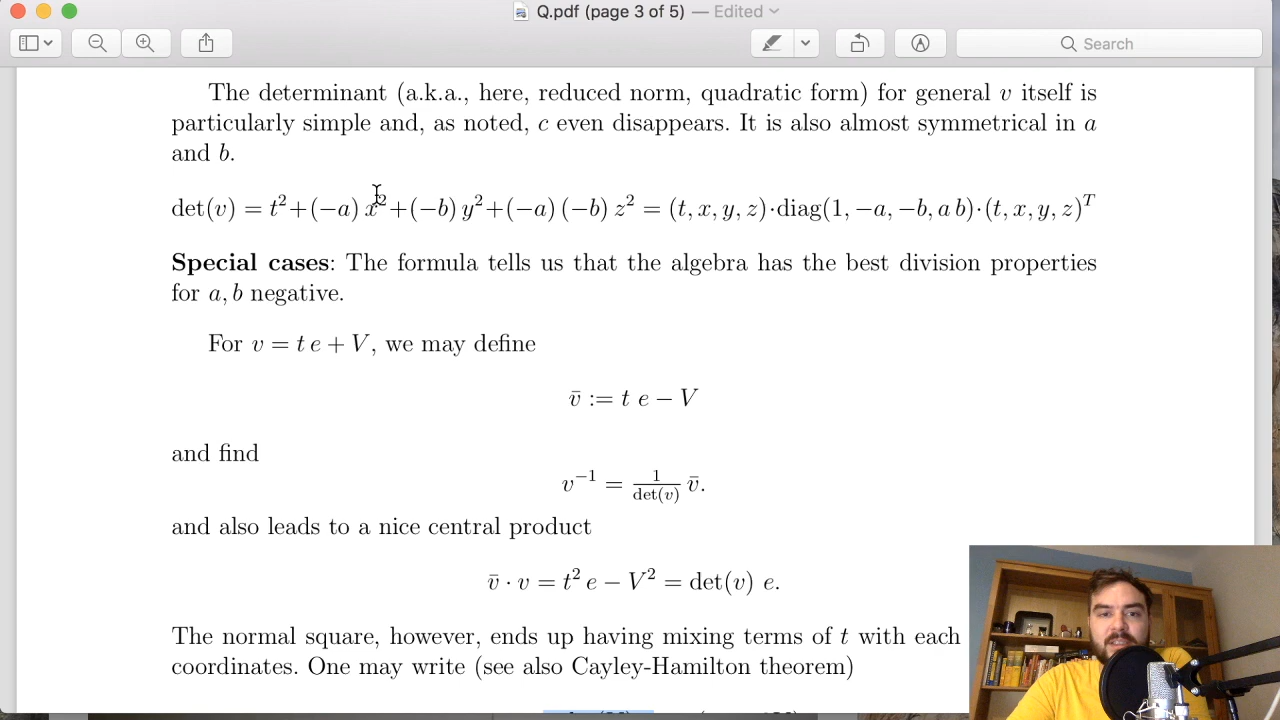 Q.pdf (page 3 of 5) — Edited
Search
The determinant (a.k.a., here, reduced norm, quadratic form) for general v itself is
particularly simple and, as noted, c even disappears. It is also almost symmetrical in a
and b.
det(v) = t² + (−a) x² + (−b) y² + (−a) (−b) z² = (t, x, y, z)·diag(1, −a, −b, a b)·(t, x, y, z)ᵀ
Special cases: The formula tells us that the algebra has the best division properties
for a, b negative.
For v = t e + V, we may define
v̄ := t e − V
and find
v⁻¹ = 1/det(v) v̄.
and also leads to a nice central product
v̄ · v = t² e − V² = det(v) e.
The normal square, however, ends up having mixing terms of t with each
coordinates. One may write (see also Cayley-Hamilton theorem)